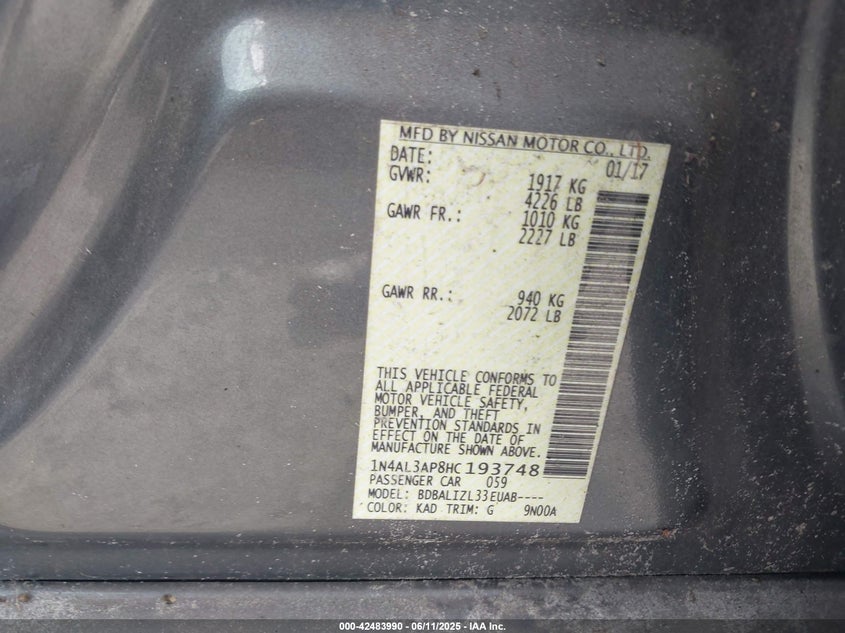 MFD BY NISSAN MOTOR CO., LTD.
DATE: 01/17
GVWR: 1917 KG
4226 LB
GAWR FR.: 1010 KG
2227 LB
GAWR RR.: 940 KG
2072 LB
THIS VEHICLE CONFORMS TO
ALL APPLICABLE FEDERAL
MOTOR VEHICLE SAFETY,
BUMPER, AND THEFT
PREVENTION STANDARDS IN
EFFECT ON THE DATE OF
MANUFACTURE SHOWN ABOVE.
1N4AL3AP8HC193748
PASSENGER CAR 059
MODEL: BDBALIZL33EUAB----
COLOR: KAD TRIM: G 9N00A
000-42483990 - 06/11/2025 - IAA Inc.